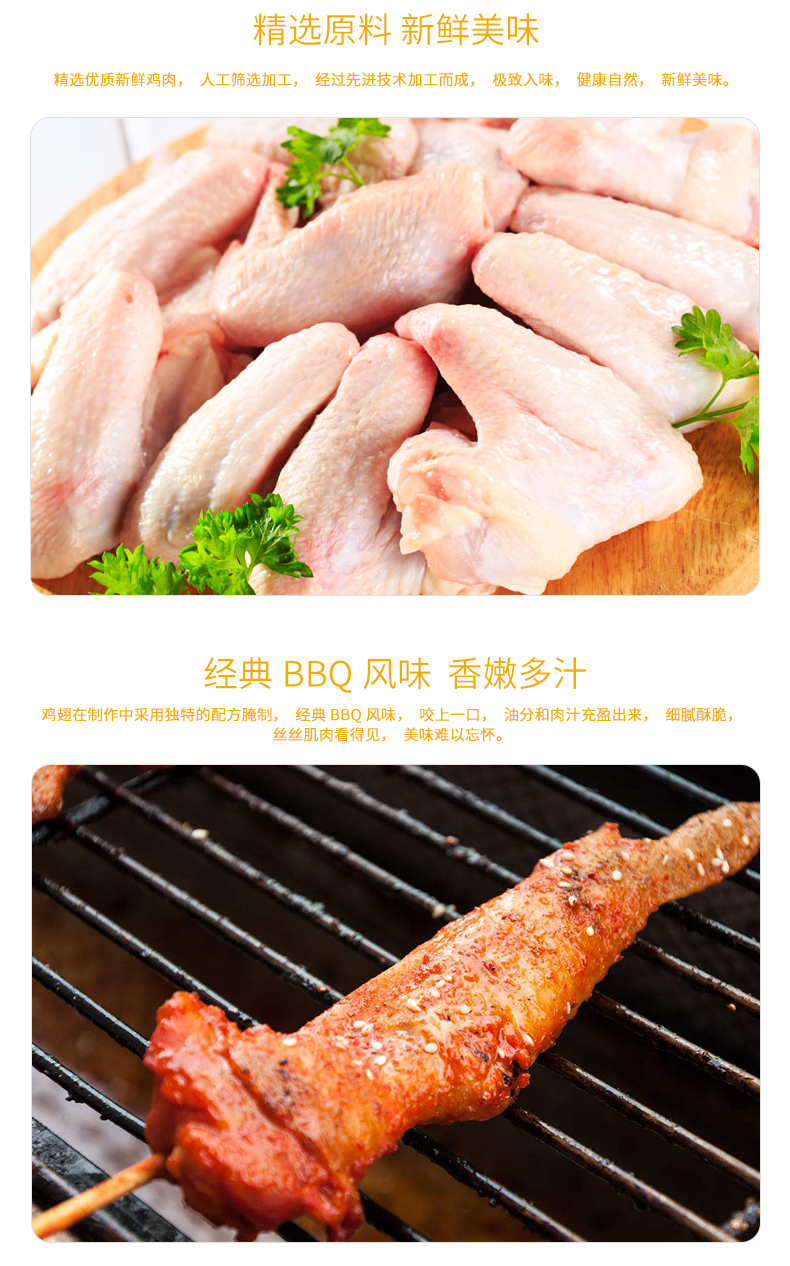 精选原料 新鲜美味
精选优质新鲜鸡肉， 人工筛选加工， 经过先进技术加工而成， 极致入味， 健康自然， 新鲜美味。
经典 BBQ 风味 香嫩多汁
鸡翅在制作中采用独特的配方腌制， 经典 BBQ 风味， 咬上一口， 油分和肉汁充盈出来， 细腻酥脆，
丝丝肌肉看得见， 美味难以忘怀。